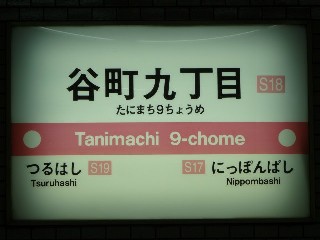 谷町九丁目 S18
たにまち9ちょうめ
Tanimachi 9-chome
つるはし S19 S17 にっぽんばし
Tsuruhashi Nippombashi